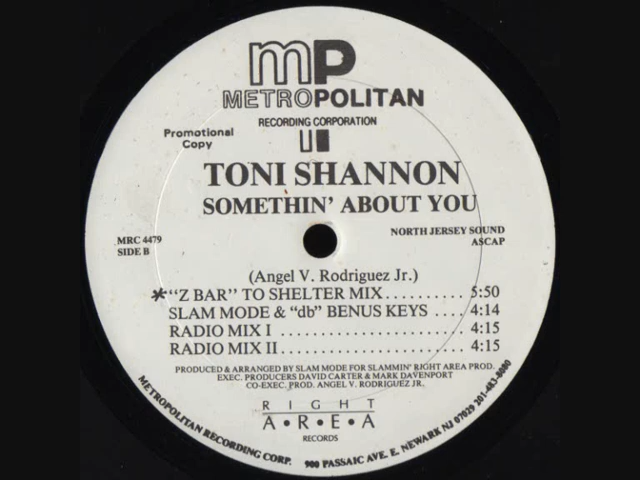 mp
METROPOLITAN
RECORDING CORPORATION
Promotional
Copy
TONI SHANNON
SOMETHIN' ABOUT YOU
MRC 4479
SIDE B
NORTH JERSEY SOUND
ASCAP
(Angel V. Rodriguez Jr.)
*"Z BAR" TO SHELTER MIX.......... 5:50
SLAM MODE & "db" BENUS KEYS .... 4:14
RADIO MIX I ........................ 4:15
RADIO MIX II ....................... 4:15
PRODUCED & ARRANGED BY SLAM MODE FOR SLAMMIN' RIGHT AREA PROD.
EXEC. PRODUCERS DAVID CARTER & MARK DAVENPORT
CO-EXEC. PROD. ANGEL V. RODRIGUEZ JR.
RIGHT
A•R•E•A
RECORDS
METROPOLITAN RECORDING CORP. 900 PASSAIC AVE. E. NEWARK NJ 07029 201-483-8080